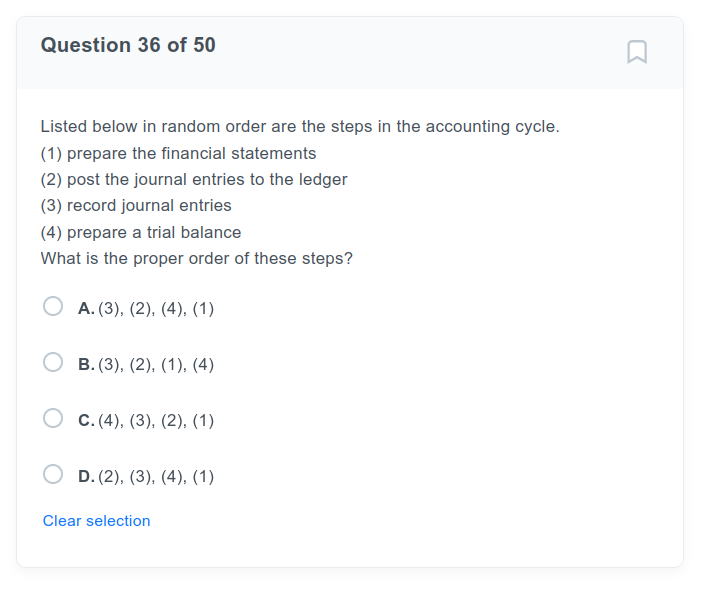 Question 36 of 50
Listed below in random order are the steps in the accounting cycle.
(1) prepare the financial statements
(2) post the journal entries to the ledger
(3) record journal entries
(4) prepare a trial balance
What is the proper order of these steps?
A. (3), (2), (4), (1)
B. (3), (2), (1), (4)
C. (4), (3), (2), (1)
D. (2), (3), (4), (1)
Clear selection